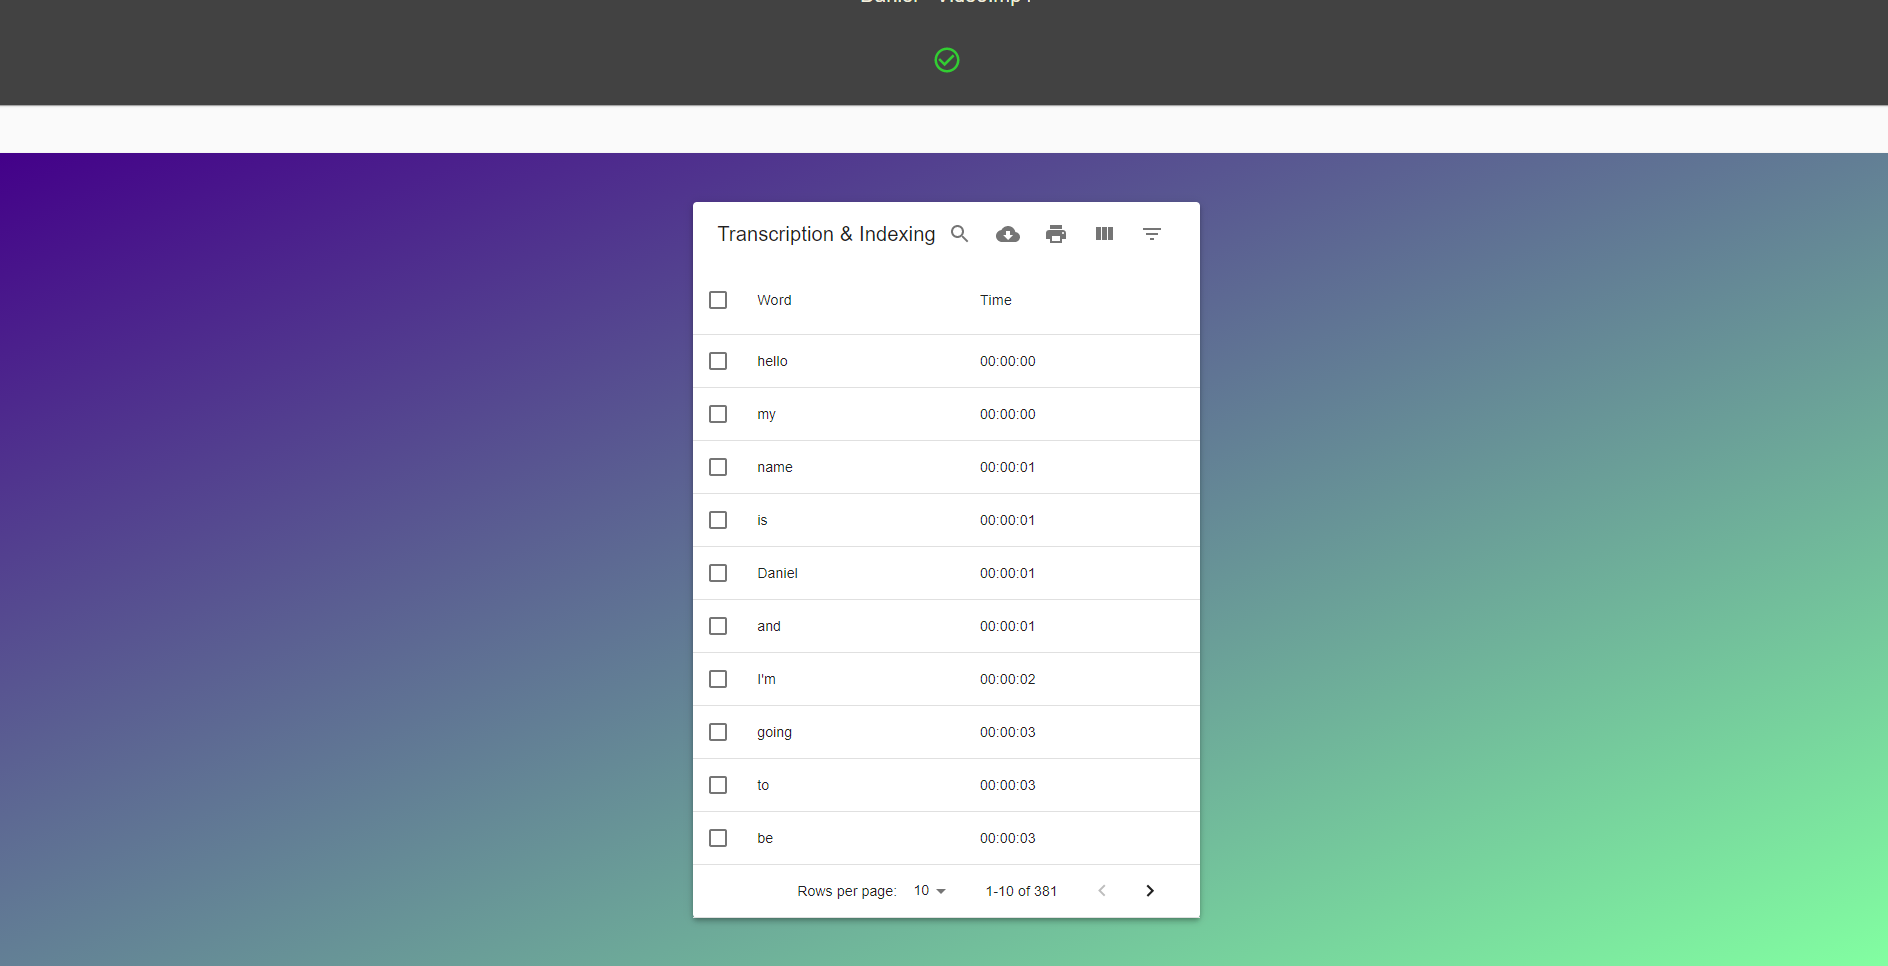 Transcription & Indexing
Word Time
hello 00:00:00
my 00:00:00
name 00:00:01
is 00:00:01
Daniel 00:00:01
and 00:00:01
I'm 00:00:02
going 00:00:03
to 00:00:03
be 00:00:03
Rows per page: 10 1-10 of 381